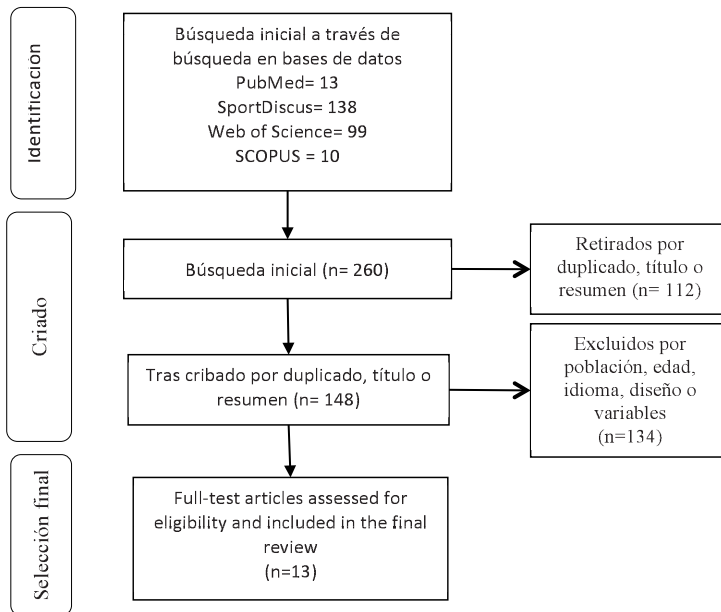 Identificación
Búsqueda inicial a través de
búsqueda en bases de datos
PubMed= 13
SportDiscus= 138
Web of Science= 99
SCOPUS = 10
Criado
Búsqueda inicial (n= 260)
Retirados por
duplicado, título o
resumen (n= 112)
Tras cribado por duplicado, título o
resumen (n= 148)
Excluidos por
población, edad,
idioma, diseño o
variables
(n=134)
Selección final
Full-test articles assessed for
eligibility and included in the final
review
(n=13)